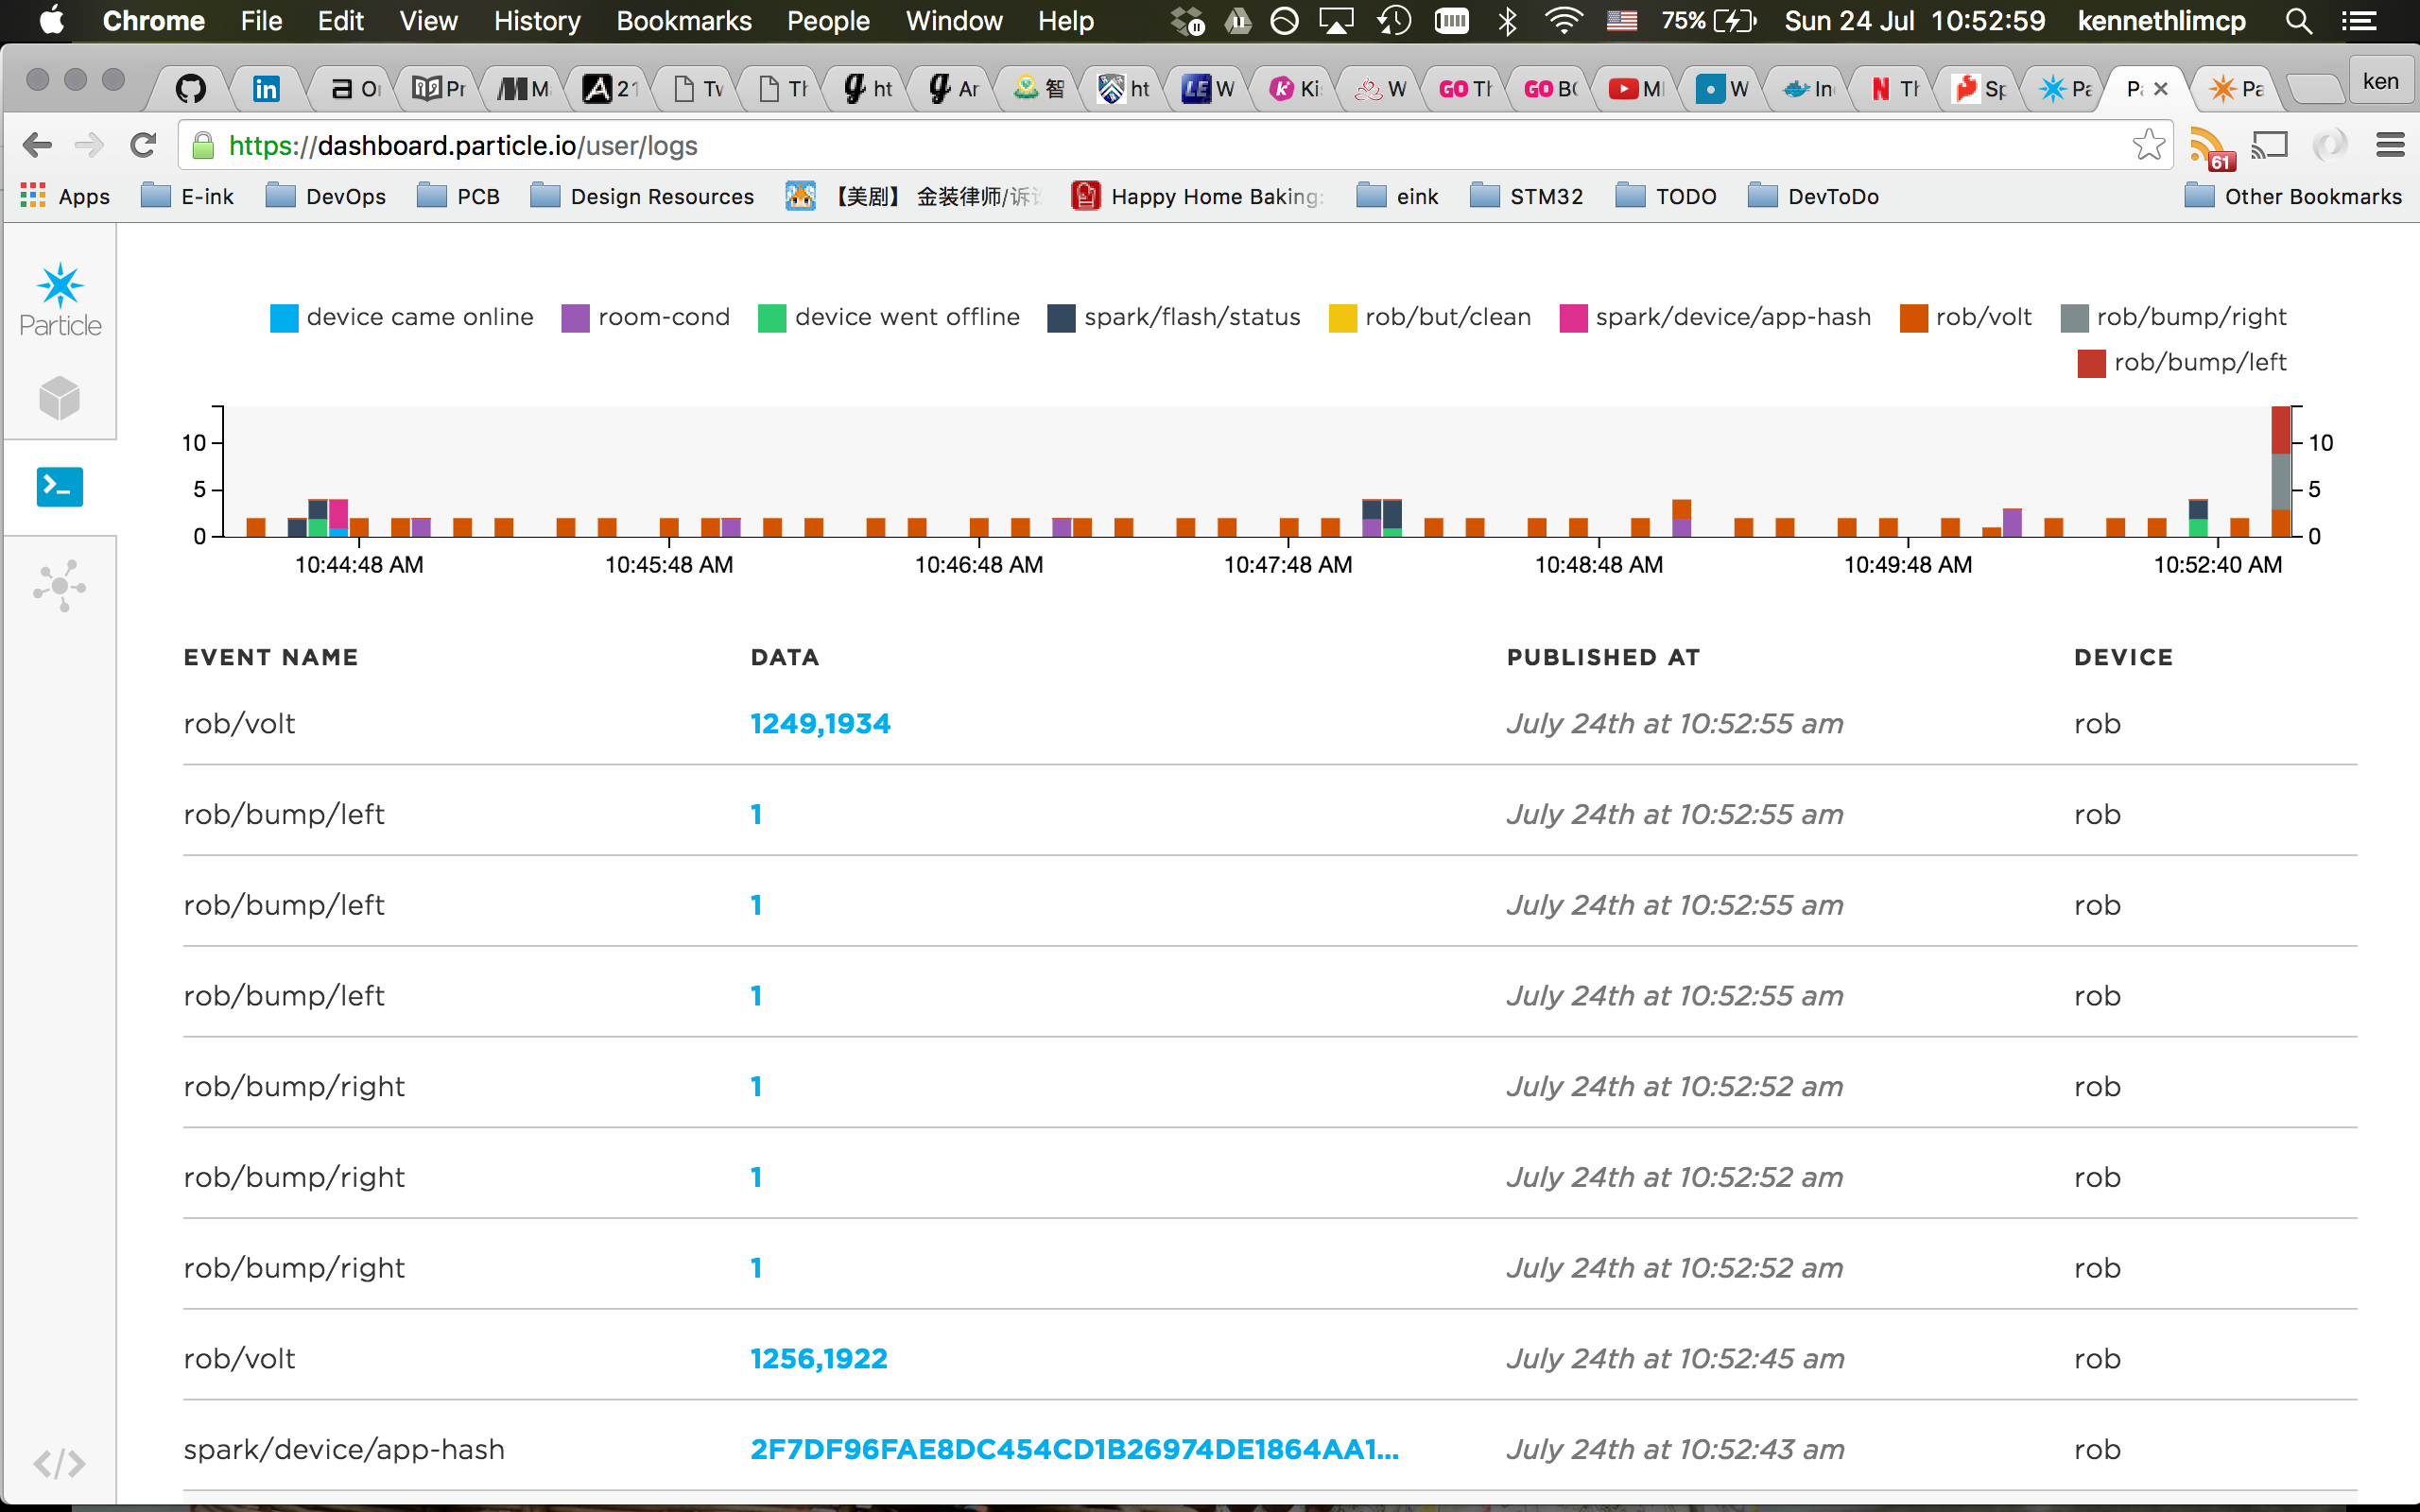 Chrome File Edit View History Bookmarks People Window Help 75% Sun 24 Jul 10:52:59 kennethlimcp
in Oı Pr M 21 Tv Tł ht Ar 智 ht LE W Ki W GO Tł GO B( M W In N Tł Sp Pa Pa Pa ken
https://dashboard.particle.io/user/logs 61
Apps E-ink DevOps PCB Design Resources 【美剧】 金装律师/诉 Happy Home Baking: eink STM32 TODO DevToDo Other Bookmarks
Particle
device came online room-cond device went offline spark/flash/status rob/but/clean spark/device/app-hash rob/volt rob/bump/right
rob/bump/left
10 10
5 5
0 0
10:44:48 AM 10:45:48 AM 10:46:48 AM 10:47:48 AM 10:48:48 AM 10:49:48 AM 10:52:40 AM
EVENT NAME DATA PUBLISHED AT DEVICE
rob/volt 1249,1934 July 24th at 10:52:55 am rob
rob/bump/left 1 July 24th at 10:52:55 am rob
rob/bump/left 1 July 24th at 10:52:55 am rob
rob/bump/left 1 July 24th at 10:52:55 am rob
rob/bump/right 1 July 24th at 10:52:52 am rob
rob/bump/right 1 July 24th at 10:52:52 am rob
rob/bump/right 1 July 24th at 10:52:52 am rob
rob/volt 1256,1922 July 24th at 10:52:45 am rob
spark/device/app-hash 2F7DF96FAE8DC454CD1B26974DE1864AA1... July 24th at 10:52:43 am rob